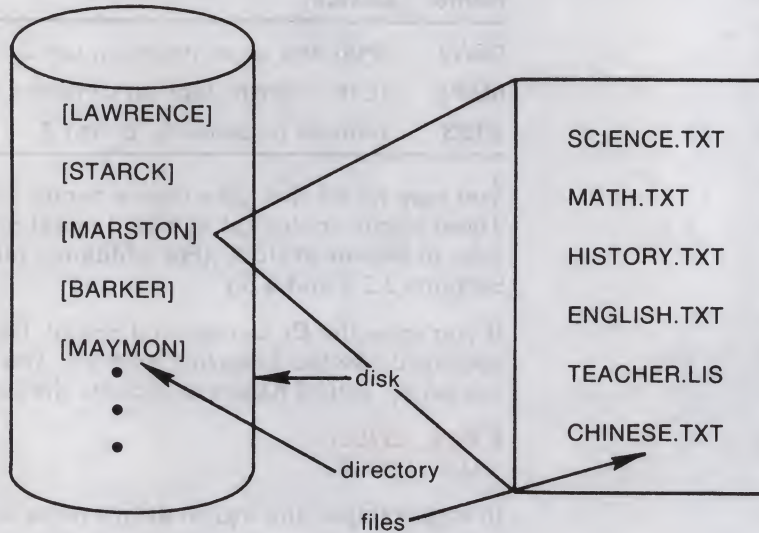 [LAWRENCE]
[STARCK]
[MARSTON]
[BARKER]
[MAYMON]
SCIENCE.TXT
MATH.TXT
HISTORY.TXT
ENGLISH.TXT
TEACHER.LIS
CHINESE.TXT
disk
directory
files